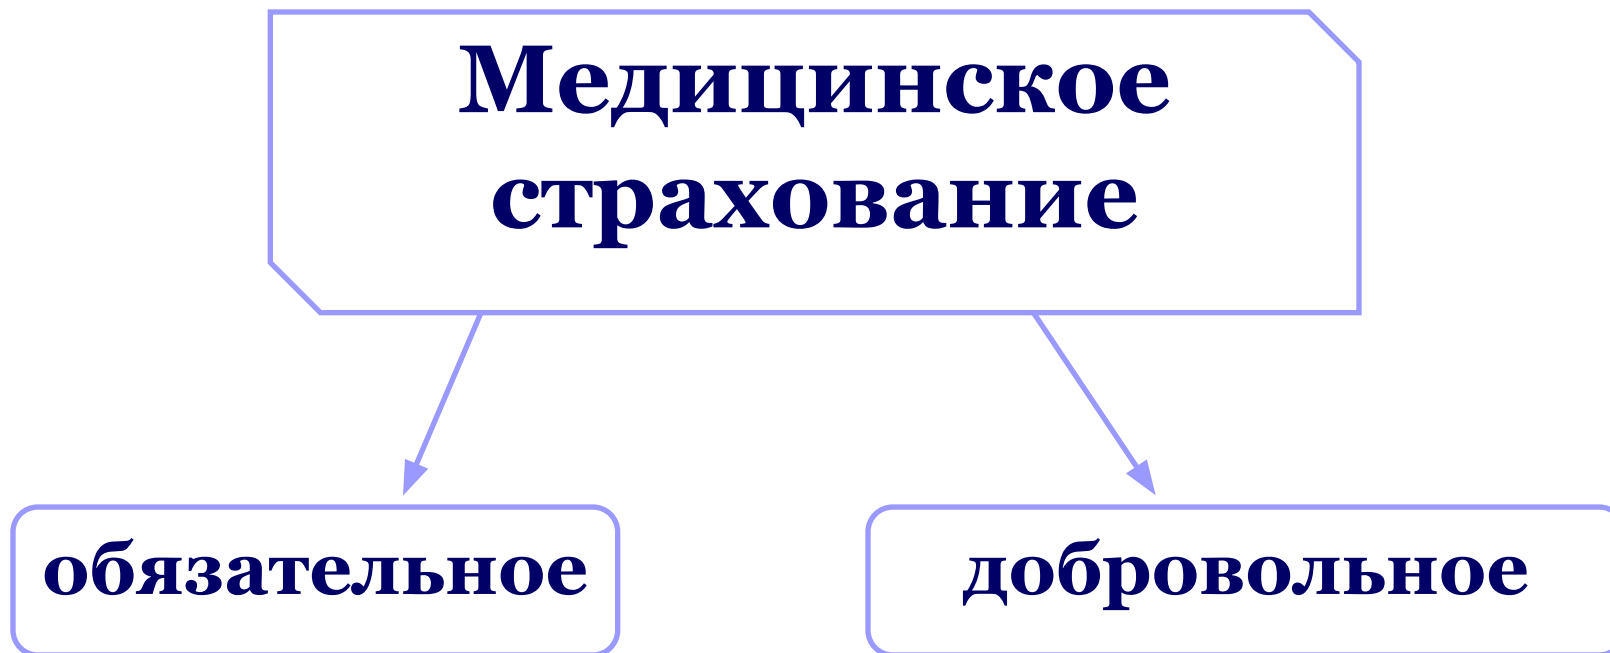 Медицинское
страхование
обязательное
добровольное